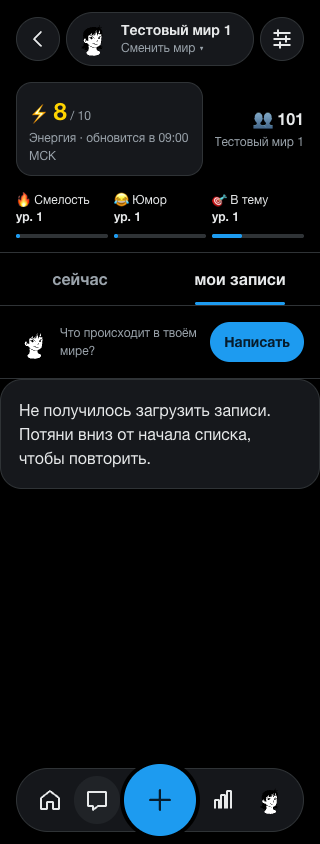 Тестовый мир 1
Сменить мир ▾
⚡ 8 / 10
Энергия · обновится в 09:00
МСК
👥 101
Тестовый мир 1
🔥 Смелость
ур. 1
😂 Юмор
ур. 1
🎯 В тему
ур. 1
сейчас
мои записи
Что происходит в твоём
мире?
Написать
Не получилось загрузить записи.
Потяни вниз от начала списка,
чтобы повторить.